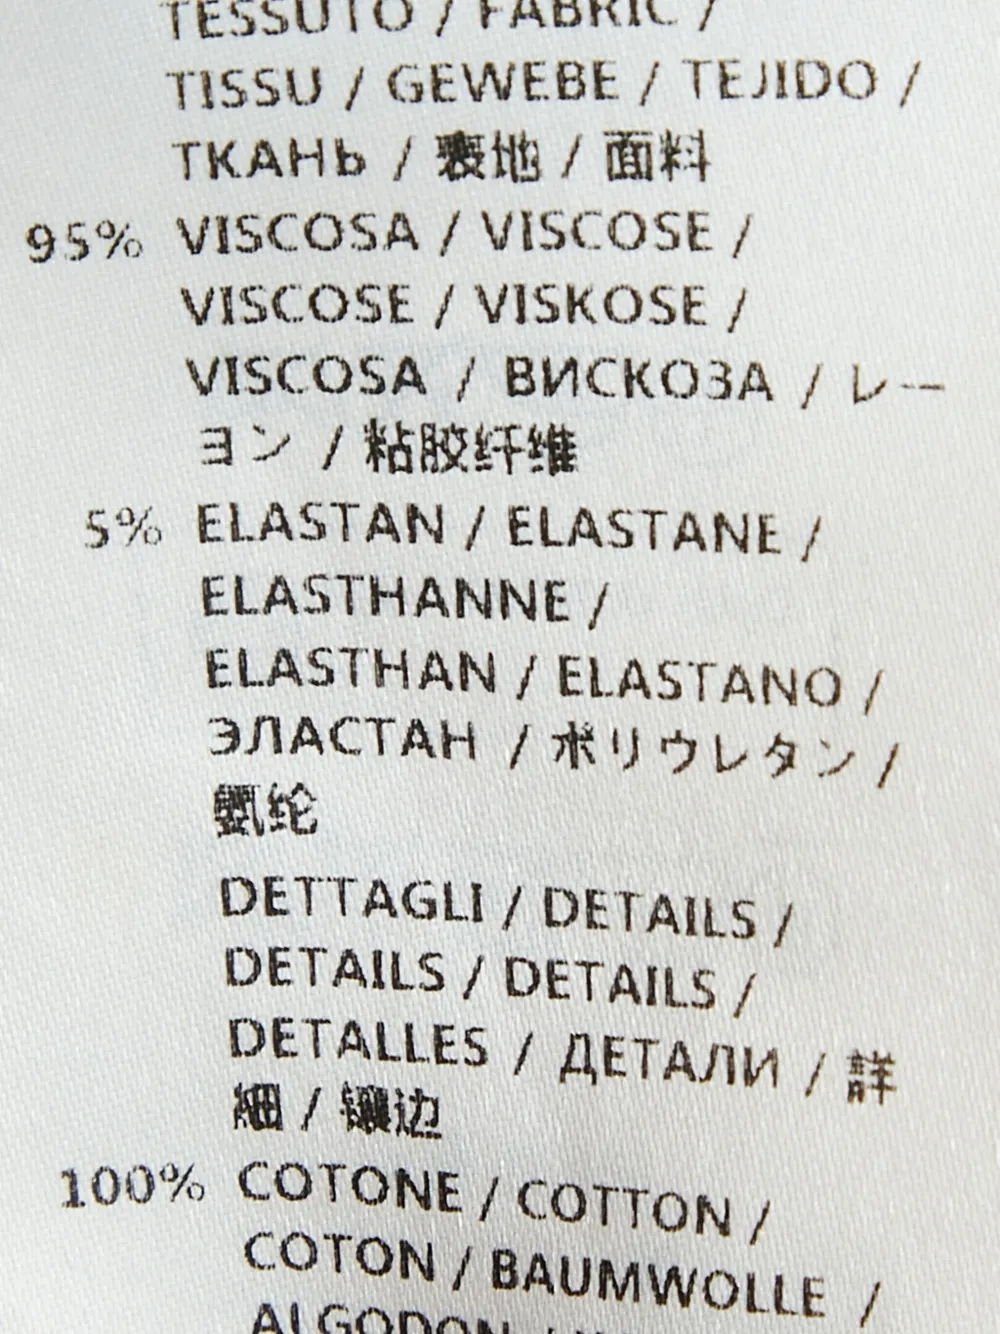 TESSUTO / FABRIC /
TISSU / GEWEBE / TEJIDO /
ТКАНЬ / 裹地 / 面料
95% VISCOSA / VISCOSE /
VISCOSE / VISKOSE /
VISCOSA / ВИСКОЗА / レー
ヨン / 粘胶纤维
5% ELASTAN / ELASTANE /
ELASTHANNE /
ELASTHAN / ELASTANO /
ЭЛАСТАН / ポリウレタン /
氨纶
DETTAGLI / DETAILS /
DETAILS / DETAILS /
DETALLES / ДЕТАЛИ / 詳
細 / 镶边
100% COTONE / COTTON /
COTON / BAUMWOLLE /
ALGODON /